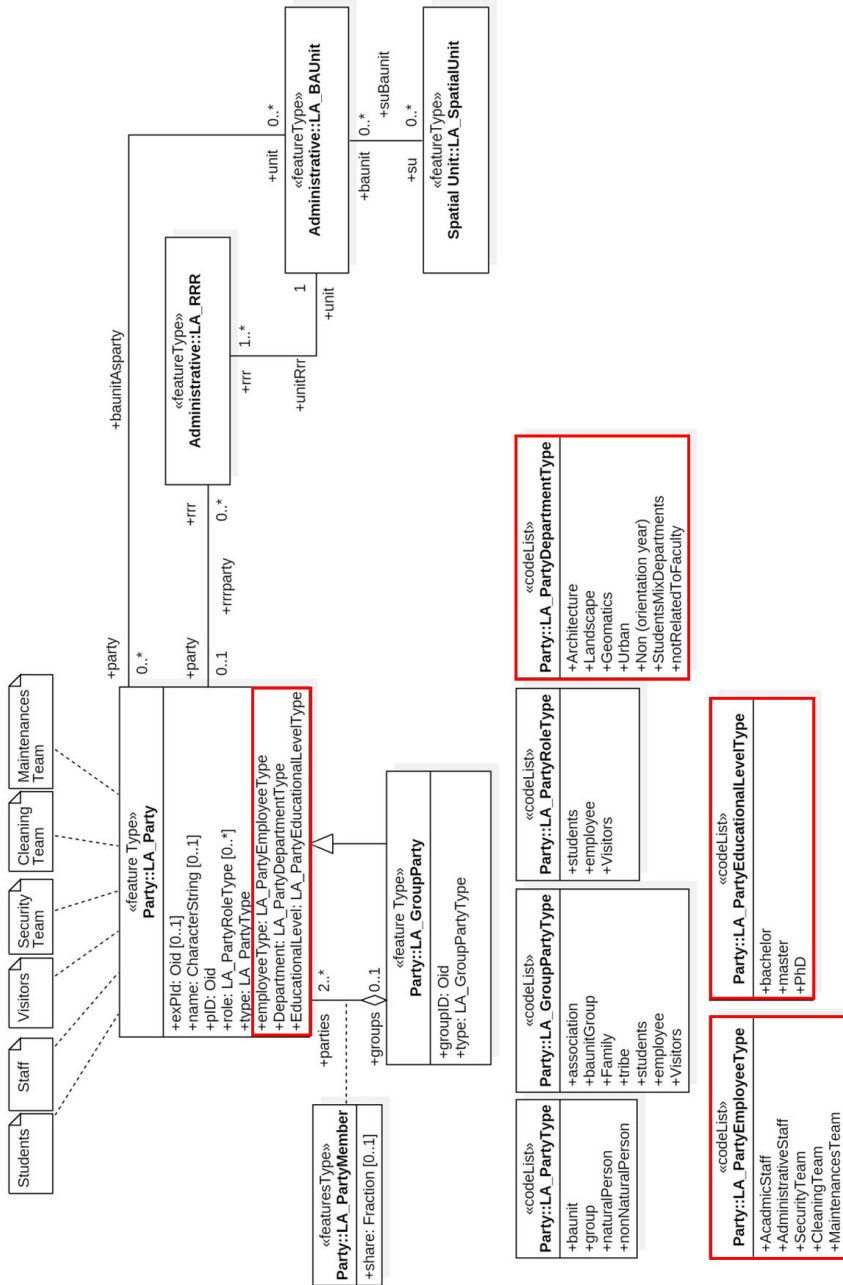 Students
Staff
Visitors
Security
Team
Cleaning
Team
Maintenances
Team
«feature Type»
Party::LA_Party
+exPId: Oid [0..1]
+name: CharacterString [0..1]
+pID: Oid
+role: LA_PartyRoleType [0..*]
+type: LA_PartyType
+employeeType: LA_PartyEmployeeType
+Department: LA_PartyDepartmentType
+EducationalLevel: LA_PartyEducationalLevelType
+party
0..*
+baunitAsparty
+unit
0..*
+party
0..1
+rrrparty
+rrr
0..*
«featureType»
Administrative::LA_RRR
+rrr
1..*
+unitRrr
+unit
1
«featureType»
Administrative::LA_BAUnit
+baunit
0..*
+suBaunit
+su
0..*
«featureType»
Spatial Unit::LA_SpatialUnit
+parties
2..*
+groups
0..1
«featuresType»
Party::LA_PartyMember
+share: Fraction [0..1]
«feature Type»
Party::LA_GroupParty
+groupID: Oid
+type: LA_GroupPartyType
«codeList»
Party::LA_PartyType
+baunit
+group
+naturalPerson
+nonNaturalPerson
«codeList»
Party::LA_GroupPartyType
+association
+baunitGroup
+Family
+tribe
+students
+employee
+Visitors
«codeList»
Party::LA_PartyRoleType
+students
+employee
+Visitors
«codeList»
Party::LA_PartyDepartmentType
+Architecture
+Landscape
+Geomatics
+Urban
+Non (orientation year)
+StudentsMixDepartments
+notRelatedToFaculty
«codeList»
Party::LA_PartyEmployeeType
+AcadmicStaff
+AdministrativeStaff
+SecurityTeam
+CleaningTeam
+MaintenancesTeam
«codeList»
Party::LA_PartyEducationalLevelType
+bachelor
+master
+PhD